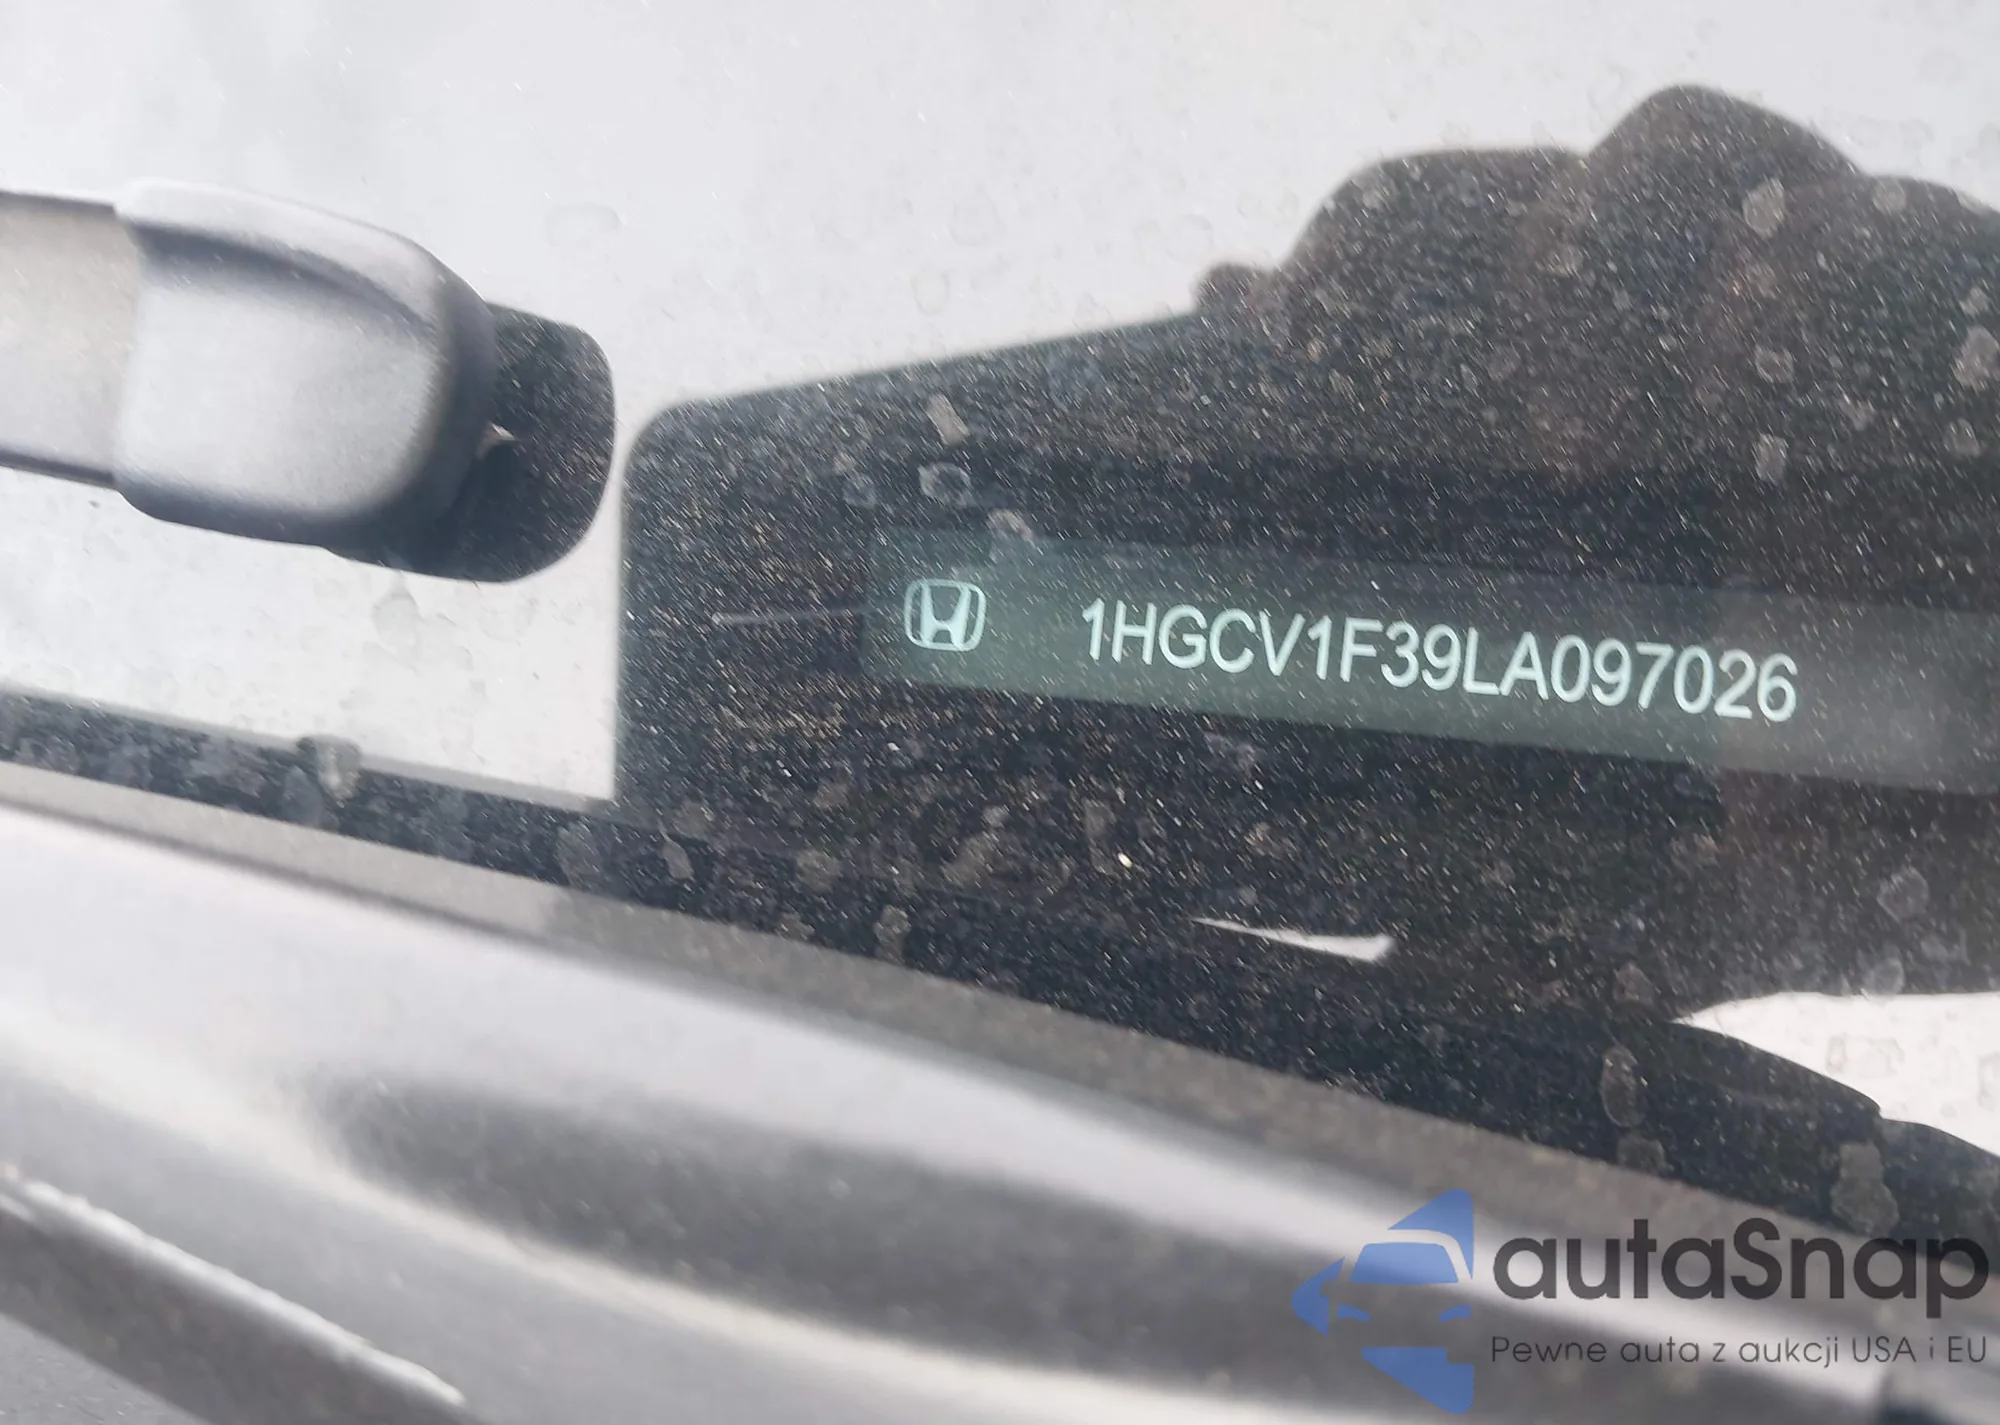 1HGCV1F39LA097026
autaSnap
Pewne auta z aukcji USA i EU